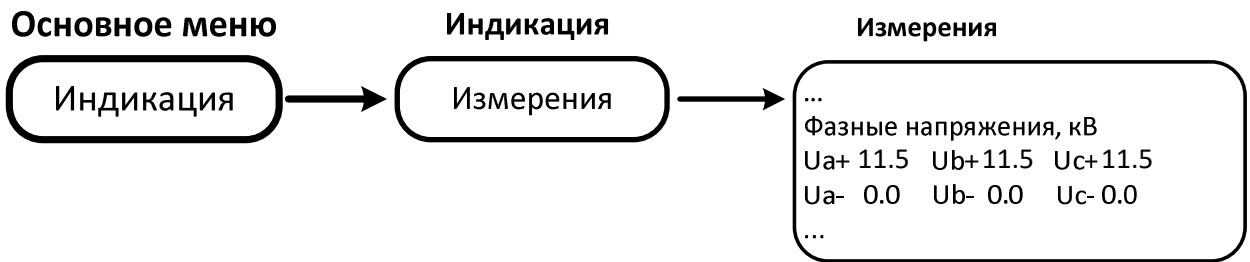 Основное меню
Индикация
Индикация
Измерения
Измерения
...
Фазные напряжения, кВ
Ua+ 11.5 Ub+ 11.5 Uc+ 11.5
Ua- 0.0 Ub- 0.0 Uc- 0.0
...